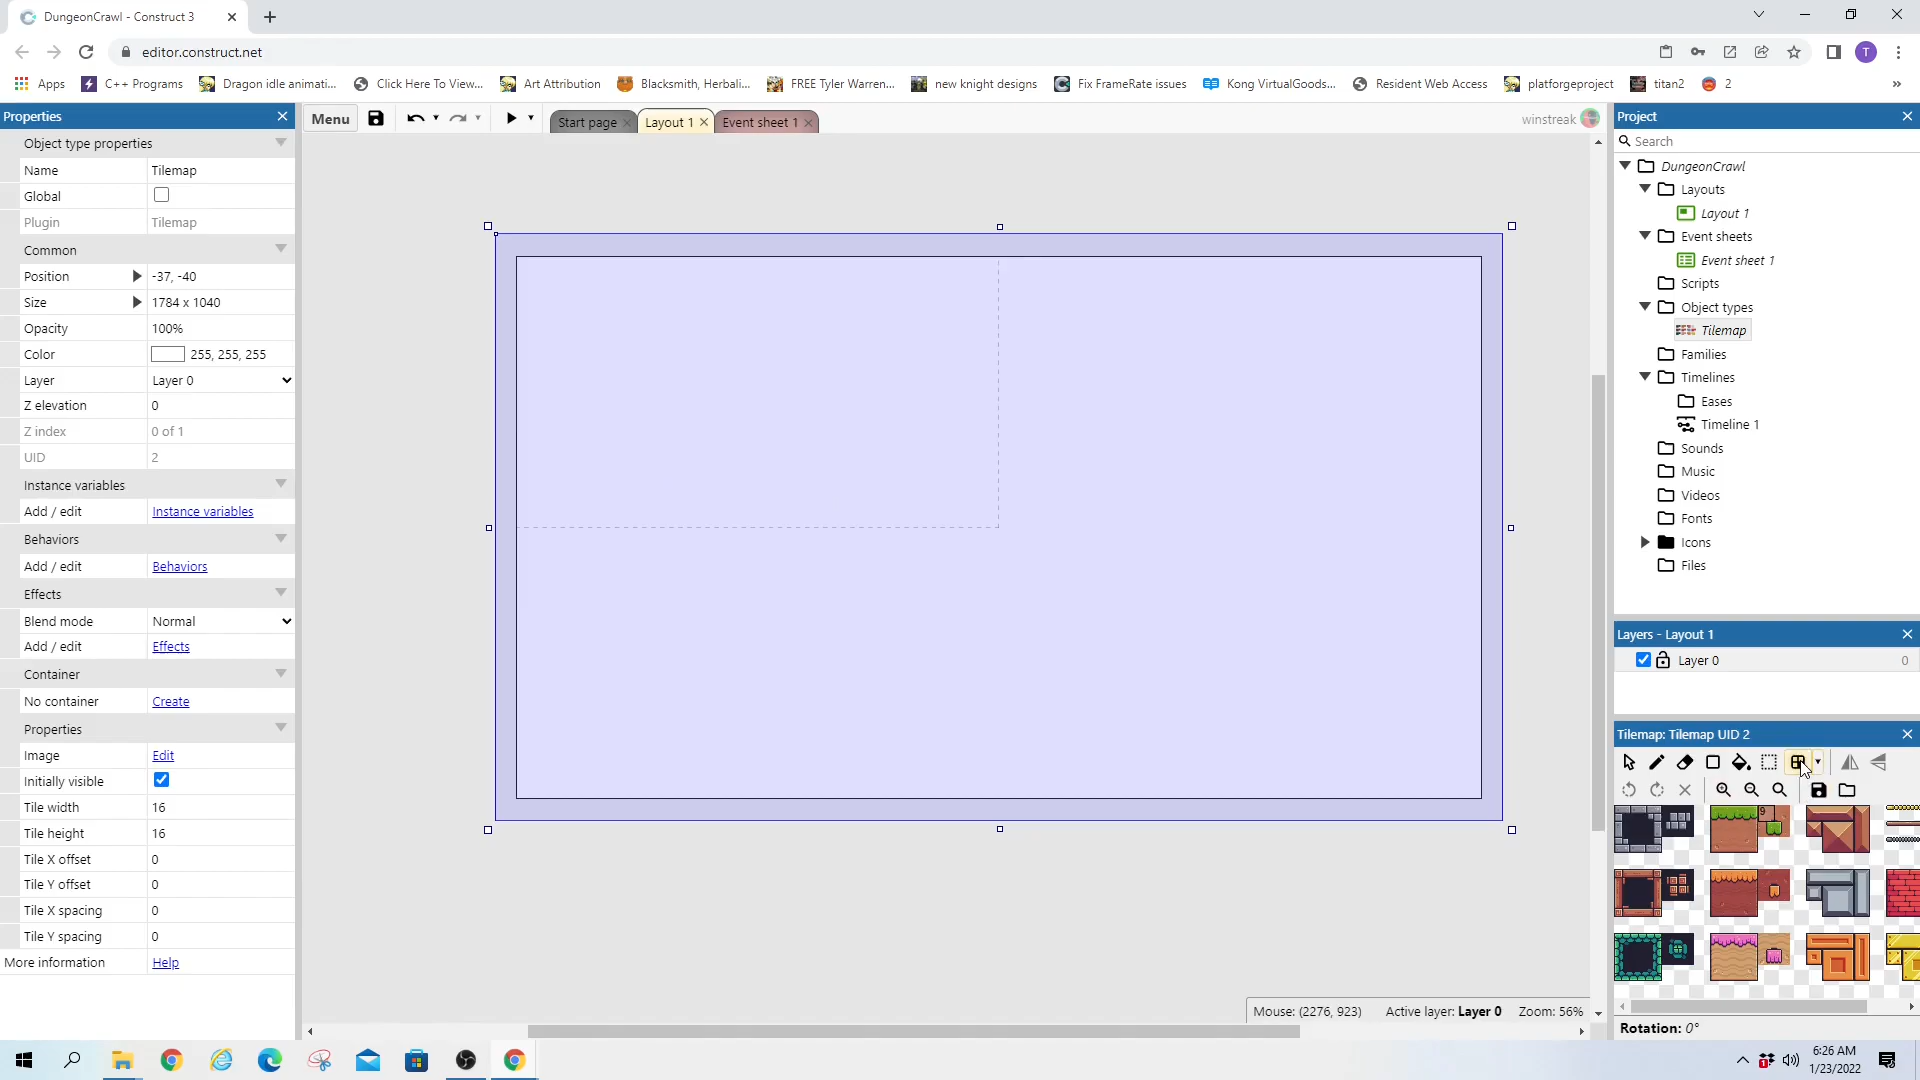 DungeonCrawl - Construct 3
editor.construct.net
T
Apps
C++ Programs
Dragon idle animati...
Click Here To View...
Art Attribution
Blacksmith, Herbali...
FREE Tyler Warren...
new knight designs
Fix FrameRate issues
Kong VirtualGoods...
Resident Web Access
platforgeproject
titan2
2
»
Properties
Menu
Start page
Layout 1
Event sheet 1
winstreak
Project
Object type properties
Search
Name Tilemap
DungeonCrawl
Global
Layouts
Plugin Tilemap
Layout 1
Common
Event sheets
Position -37, -40
Event sheet 1
Size 1784 x 1040
Scripts
Opacity 100%
Object types
Color 255, 255, 255
Tilemap
Layer Layer 0
Families
Z elevation 0
Timelines
Z index 0 of 1
Eases
UID 2
Timeline 1
Instance variables
Sounds
Add / edit Instance variables
Music
Behaviors
Videos
Add / edit Behaviors
Fonts
Effects
Icons
Blend mode Normal
Files
Add / edit Effects
Layers - Layout 1
Container
Layer 0 0
No container Create
Properties
Tilemap: Tilemap UID 2
Image Edit
Initially visible
Tile width 16
Tile height 16
Tile X offset 0
Tile Y offset 0
Tile X spacing 0
Tile Y spacing 0
More information Help
Mouse: (2276, 923) Active layer: Layer 0 Zoom: 56%
Rotation: 0°
6:26 AM
1/23/2022